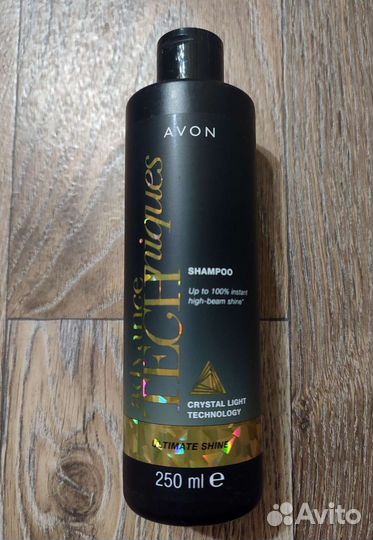 AVON
advance
TECHniques
SHAMPOO
Up to 100% instant
high-beam shine*
CRYSTAL LIGHT
TECHNOLOGY
ULTIMATE SHINE
250 ml ℮
Avito